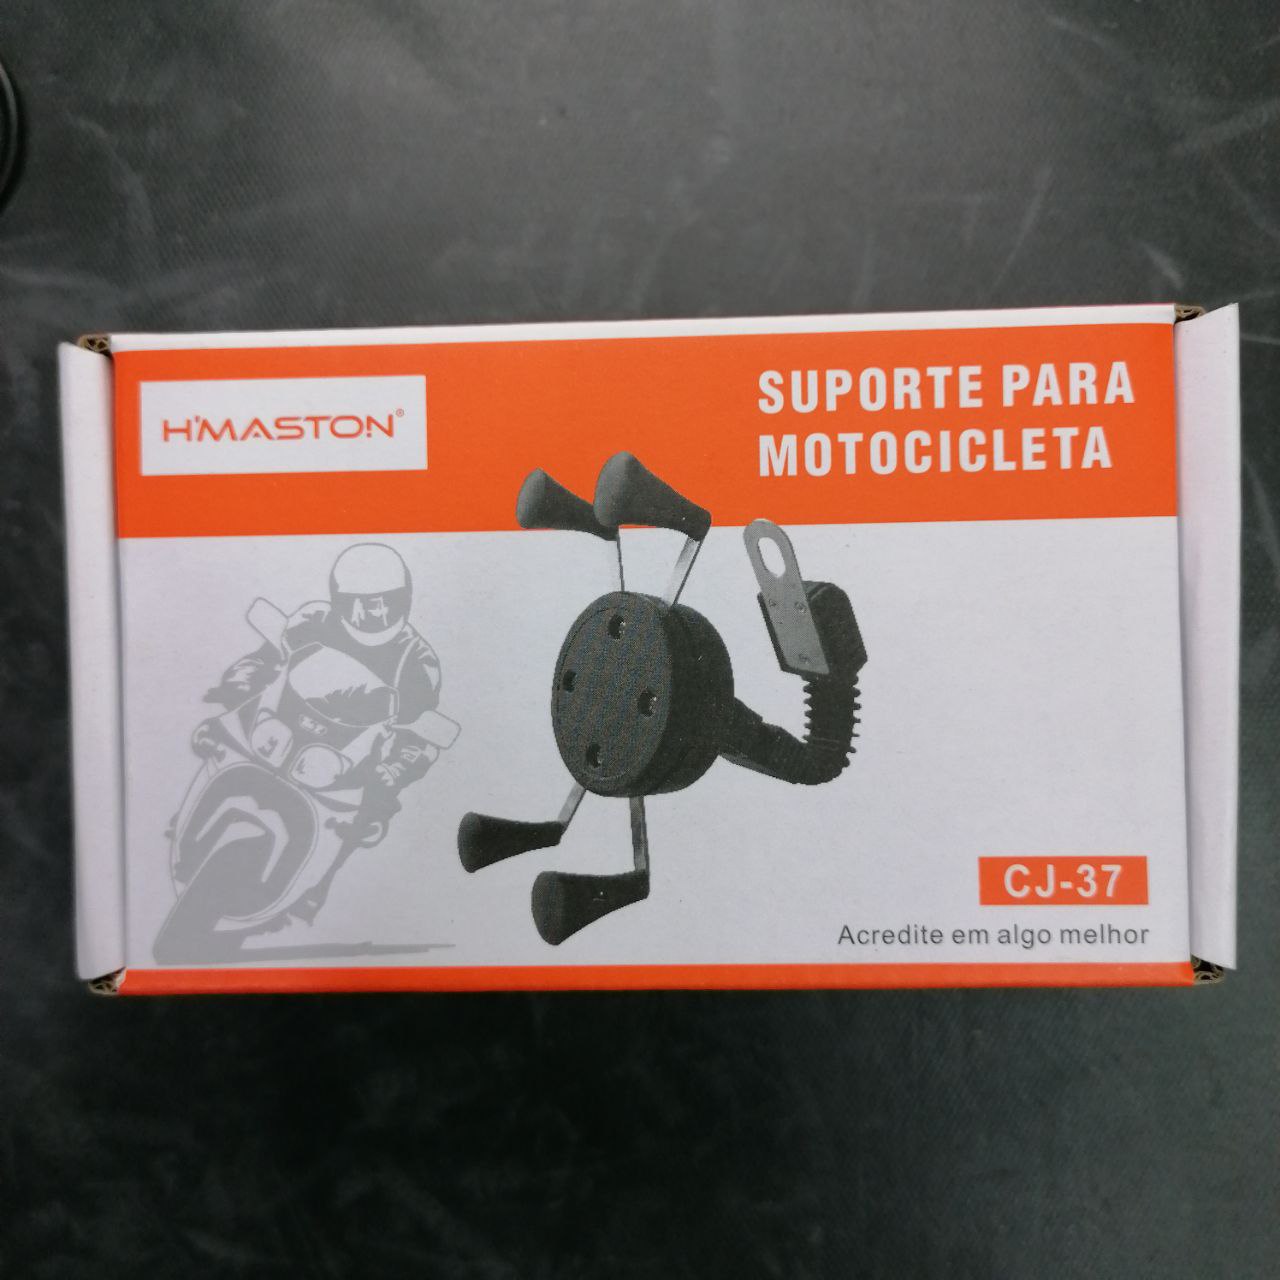 H'MASTON®
SUPORTE PARA
MOTOCICLETA
CJ-37
Acredite em algo melhor